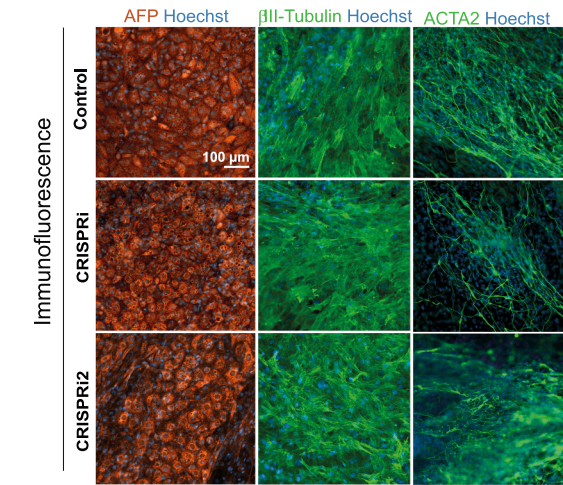 AFP Hoechst
βIII-Tubulin Hoechst
ACTA2 Hoechst
Immunofluorescence
Control
100 µm
CRISPRi
CRISPRi2